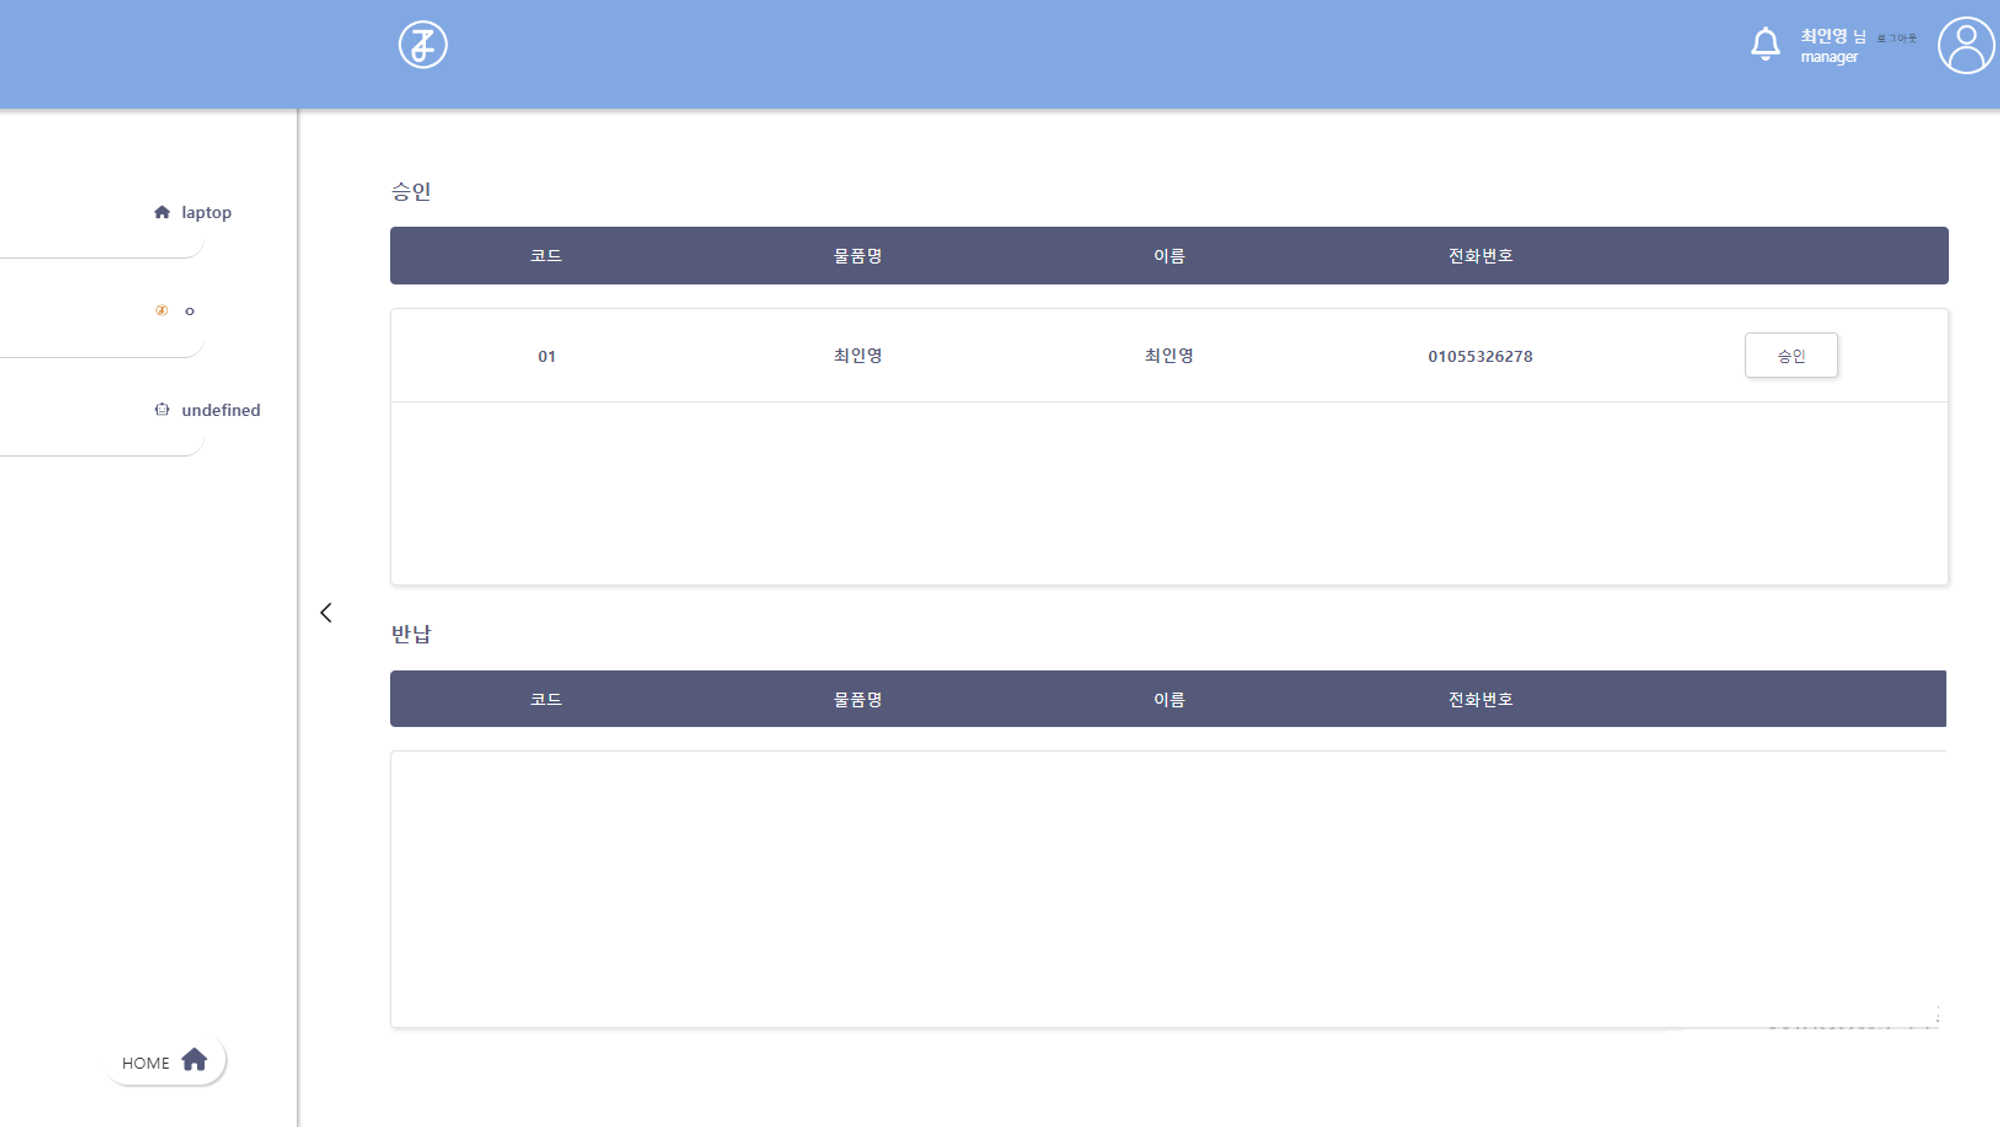 최인영 님 로그아웃
manager
laptop
o
undefined
HOME
승인
코드 물품명 이름 전화번호
01 최인영 최인영 01055326278 승인
반납
코드 물품명 이름 전화번호